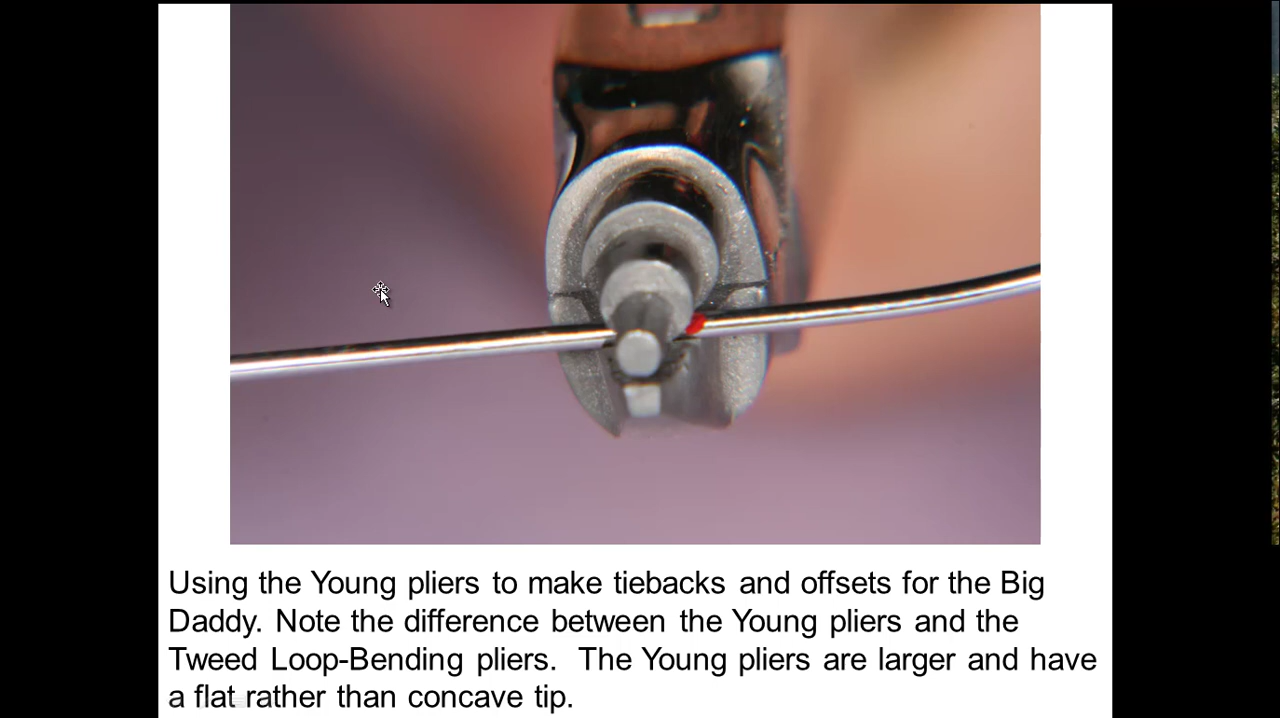 Using the Young pliers to make tiebacks and offsets for the Big
Daddy. Note the difference between the Young pliers and the
Tweed Loop-Bending pliers. The Young pliers are larger and have
a flat rather than concave tip.